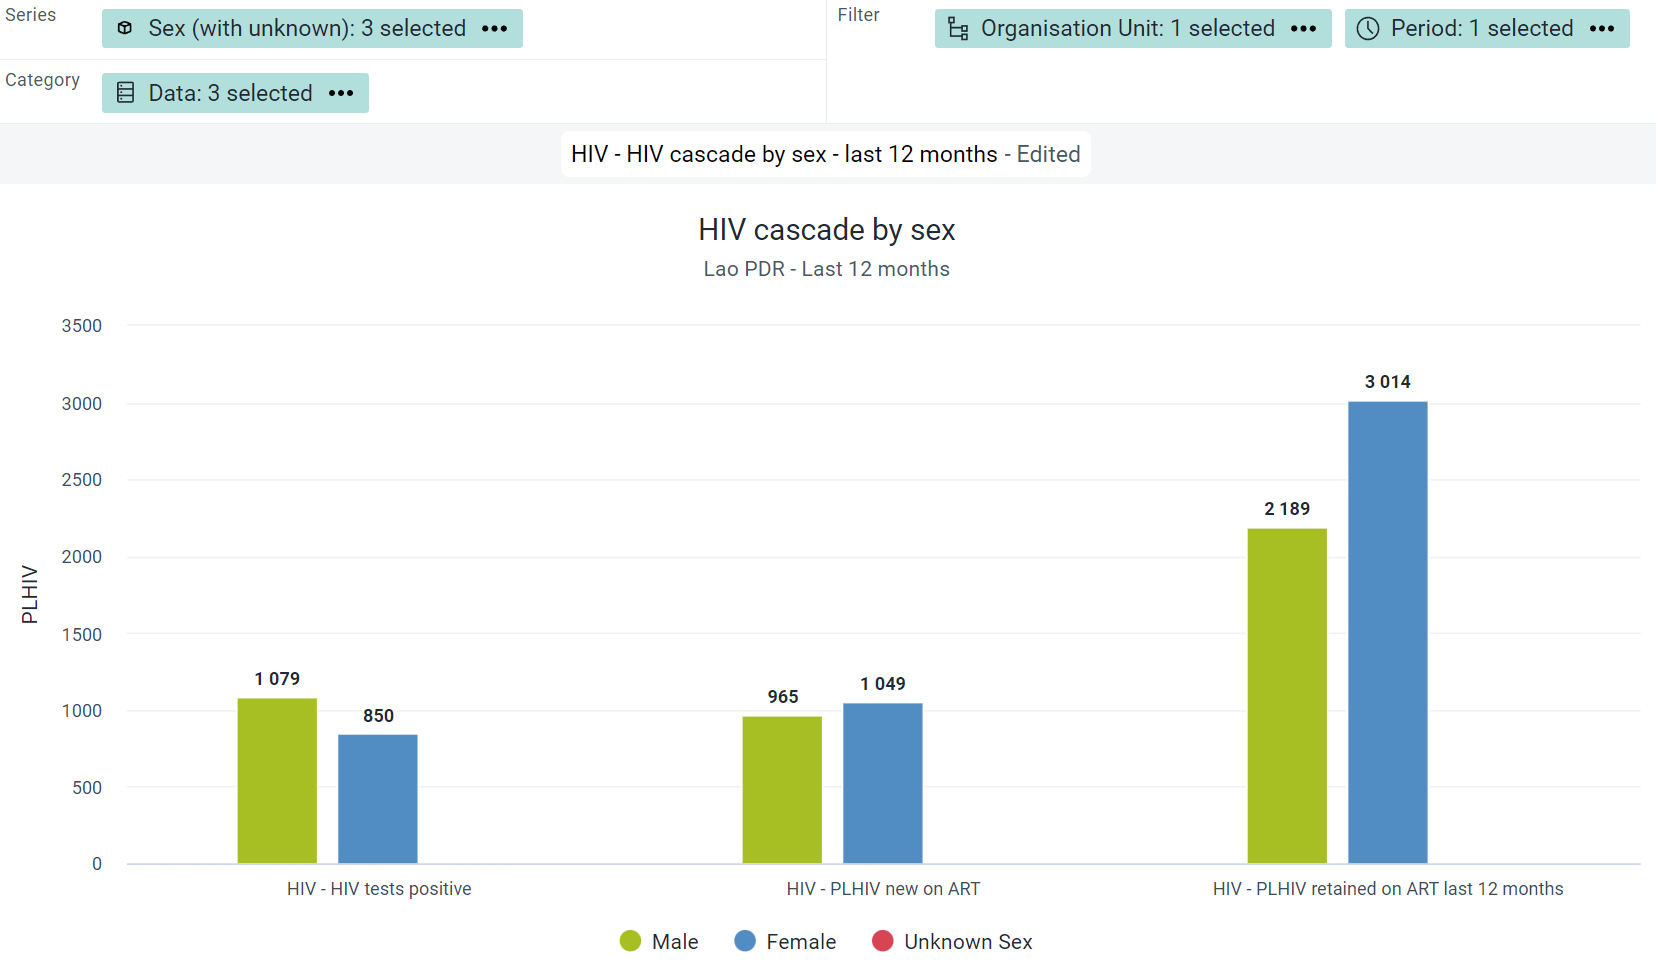 Series
Sex (with unknown): 3 selected •••
Filter
Organisation Unit: 1 selected •••
Period: 1 selected •••
Category
Data: 3 selected •••
HIV - HIV cascade by sex - last 12 months - Edited
HIV cascade by sex
Lao PDR - Last 12 months
PLHIV
3500
3000
2500
2000
1500
1000
500
0
1 079
850
965
1 049
2 189
3 014
HIV - HIV tests positive
HIV - PLHIV new on ART
HIV - PLHIV retained on ART last 12 months
Male
Female
Unknown Sex